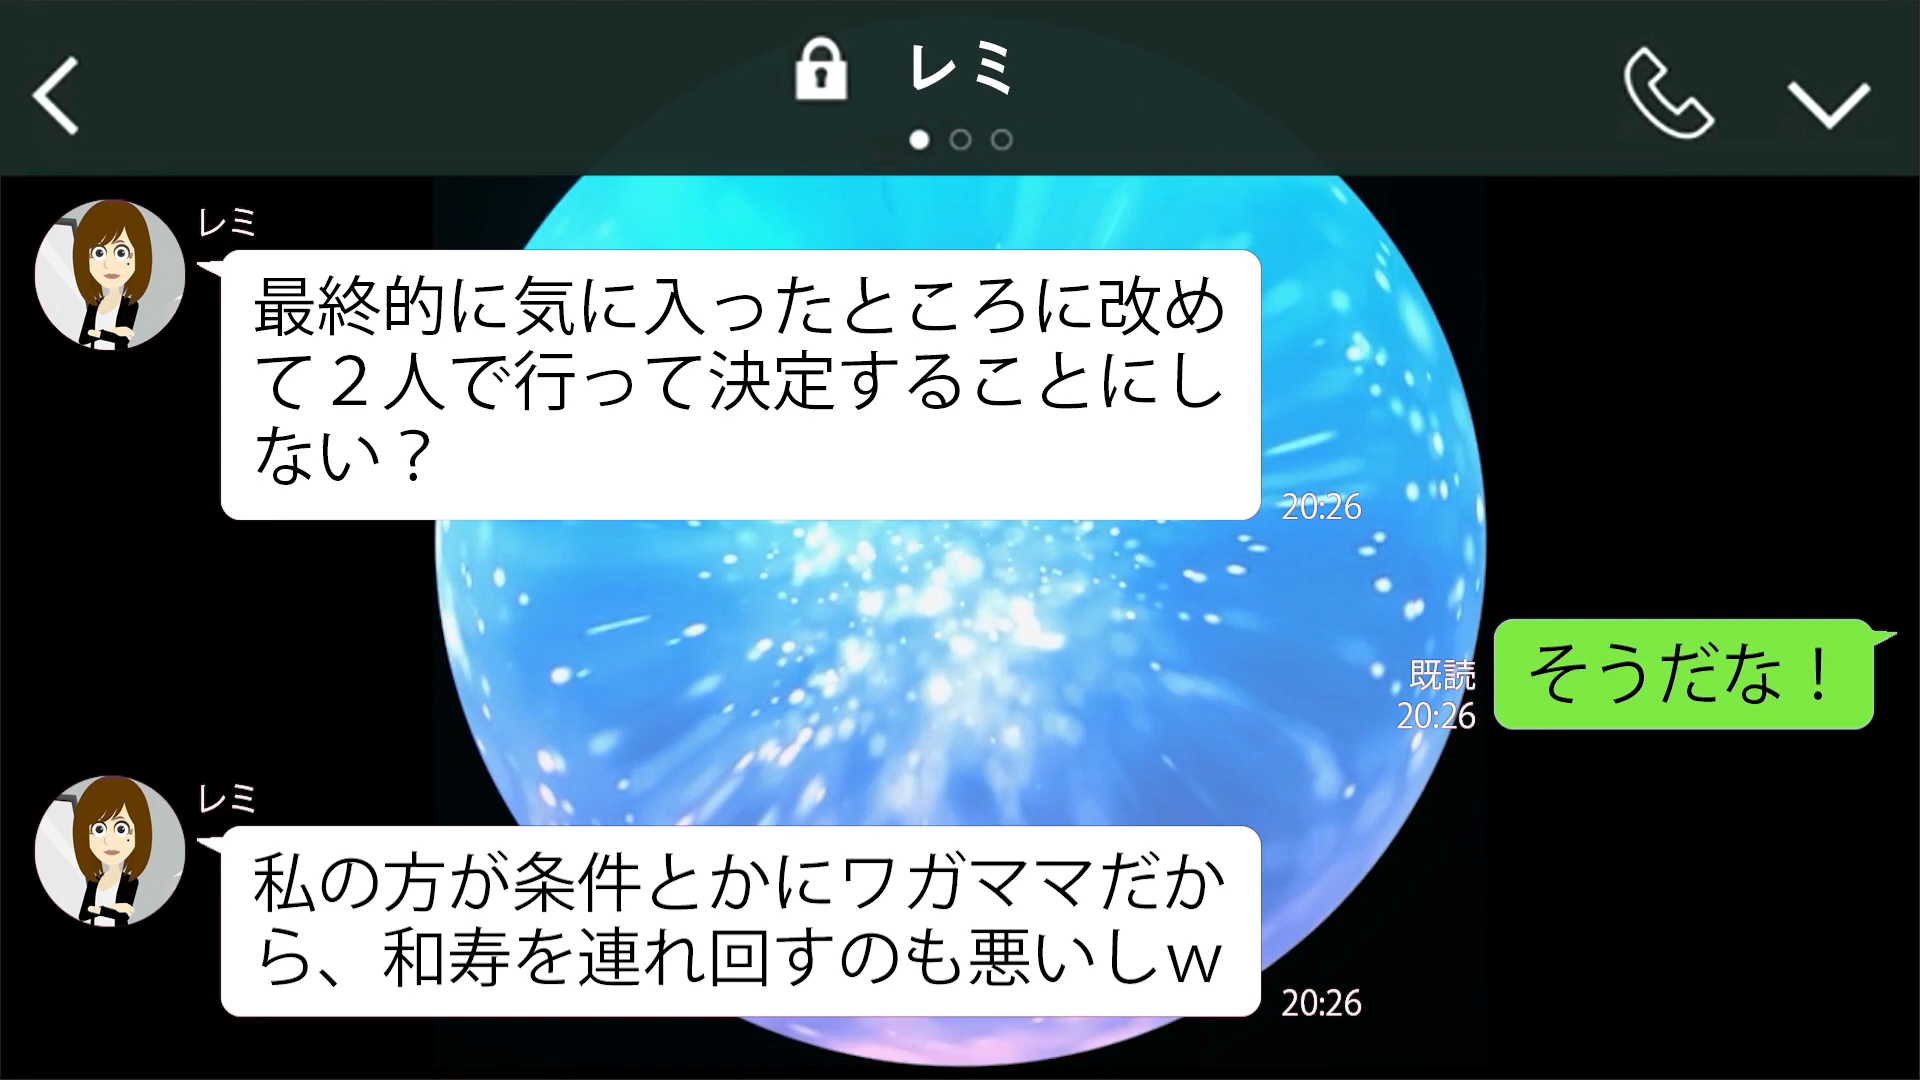 レミ
レミ
最終的に気に入ったところに改め
て２人で行って決定することにし
ない？
20:26
そうだな！
既読
20:26
レミ
私の方が条件とかにワガママだか
ら、和寿を連れ回すのも悪いしｗ
20:26